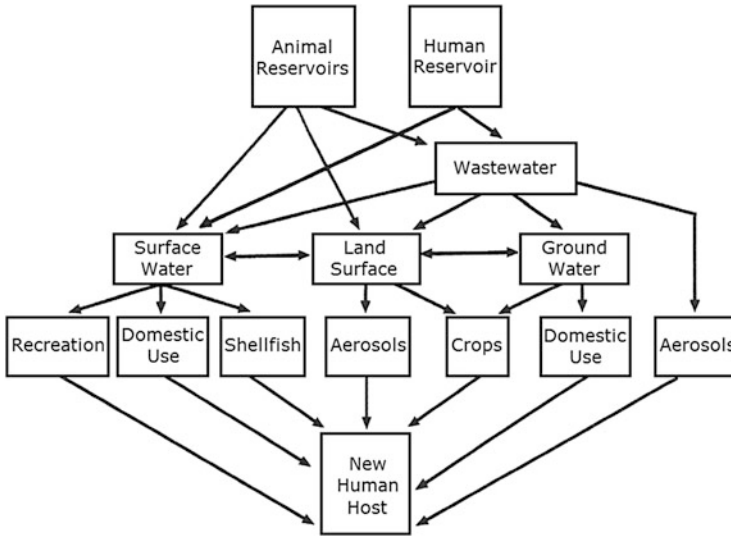 Animal
Reservoirs
Human
Reservoir
Wastewater
Surface
Water
Land
Surface
Ground
Water
Recreation
Domestic
Use
Shellfish
Aerosols
Crops
Domestic
Use
Aerosols
New
Human
Host